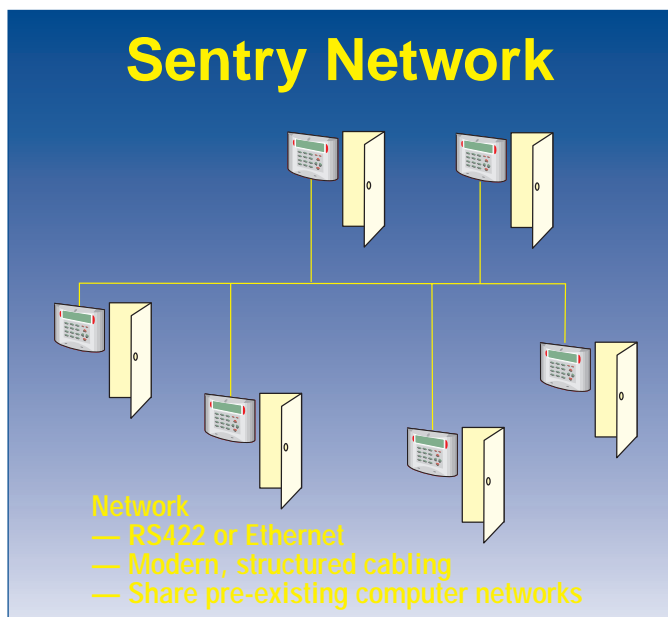 Sentry Network
Network
— RS422 or Ethernet
— Modern, structured cabling
— Share pre-existing computer networks